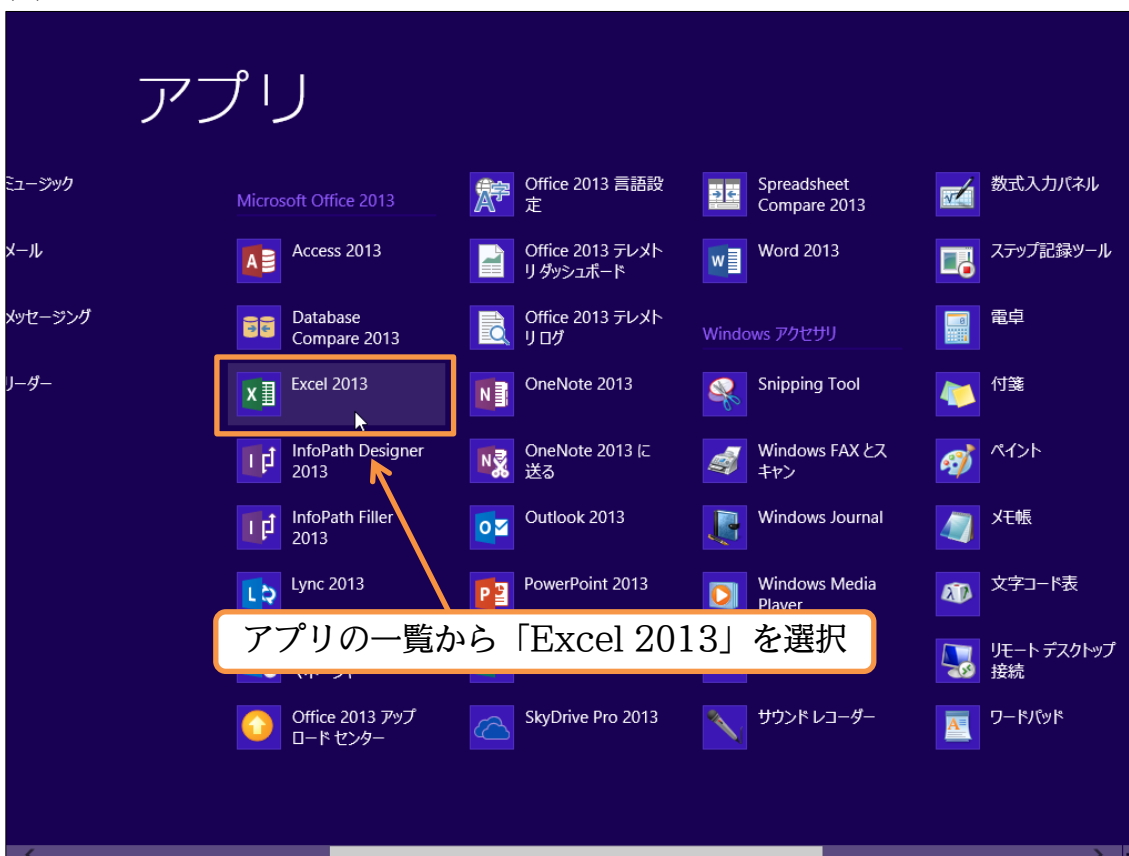 アプリ
ミュージック
メール
メッセージング
リーダー
Microsoft Office 2013
Access 2013
Database
Compare 2013
Excel 2013
InfoPath Designer
2013
InfoPath Filler
2013
Lync 2013
Office 2013 アップ
ロード センター
Office 2013 言語設
定
Office 2013 テレメト
リ ダッシュボード
Office 2013 テレメト
リ ログ
OneNote 2013
OneNote 2013 に
送る
Outlook 2013
PowerPoint 2013
SkyDrive Pro 2013
Spreadsheet
Compare 2013
Word 2013
Windows アクセサリ
Snipping Tool
Windows FAX とス
キャン
Windows Journal
Windows Media
Player
サウンド レコーダー
数式入力パネル
ステップ記録ツール
電卓
付箋
ペイント
メモ帳
文字コード表
リモート デスクトップ
接続
ワードパッド
アプリの一覧から「Excel 2013」を選択